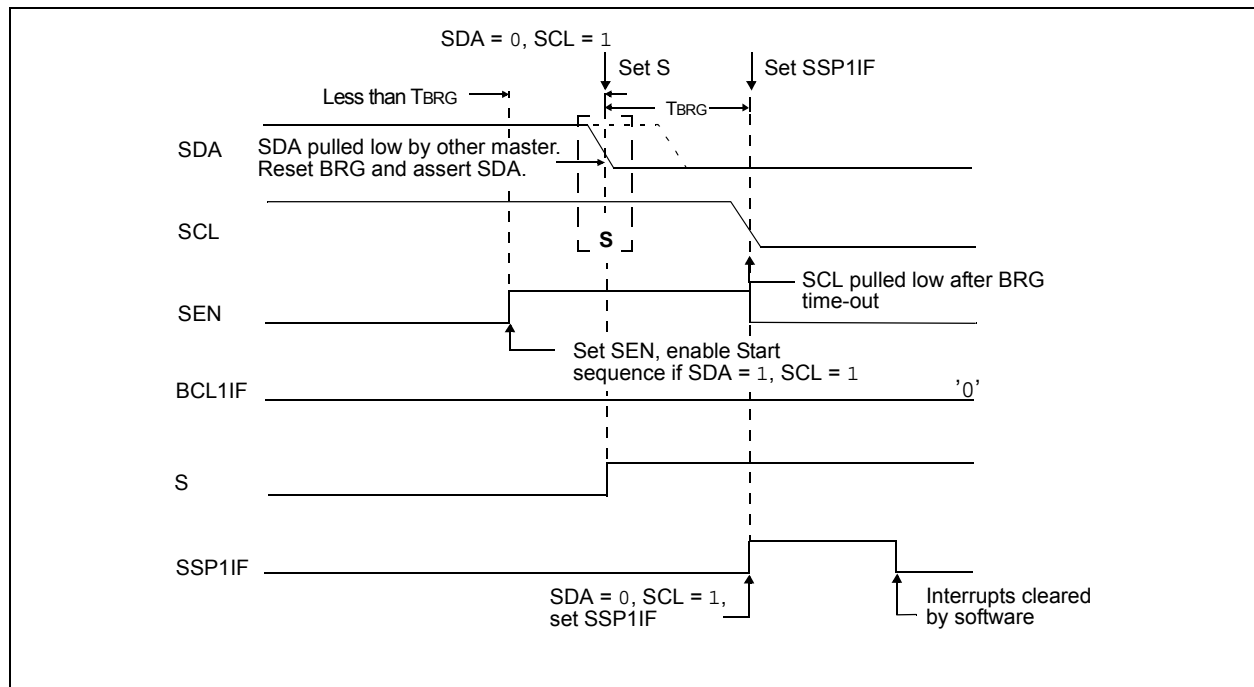 SDA = 0, SCL = 1
Set S
Set SSP1IF
Less than TBRG
TBRG
SDA
SDA pulled low by other master.
Reset BRG and assert SDA.
SCL
S
SCL pulled low after BRG
time-out
SEN
Set SEN, enable Start
sequence if SDA = 1, SCL = 1
BCL1IF
'0'
S
SSP1IF
SDA = 0, SCL = 1,
set SSP1IF
Interrupts cleared
by software